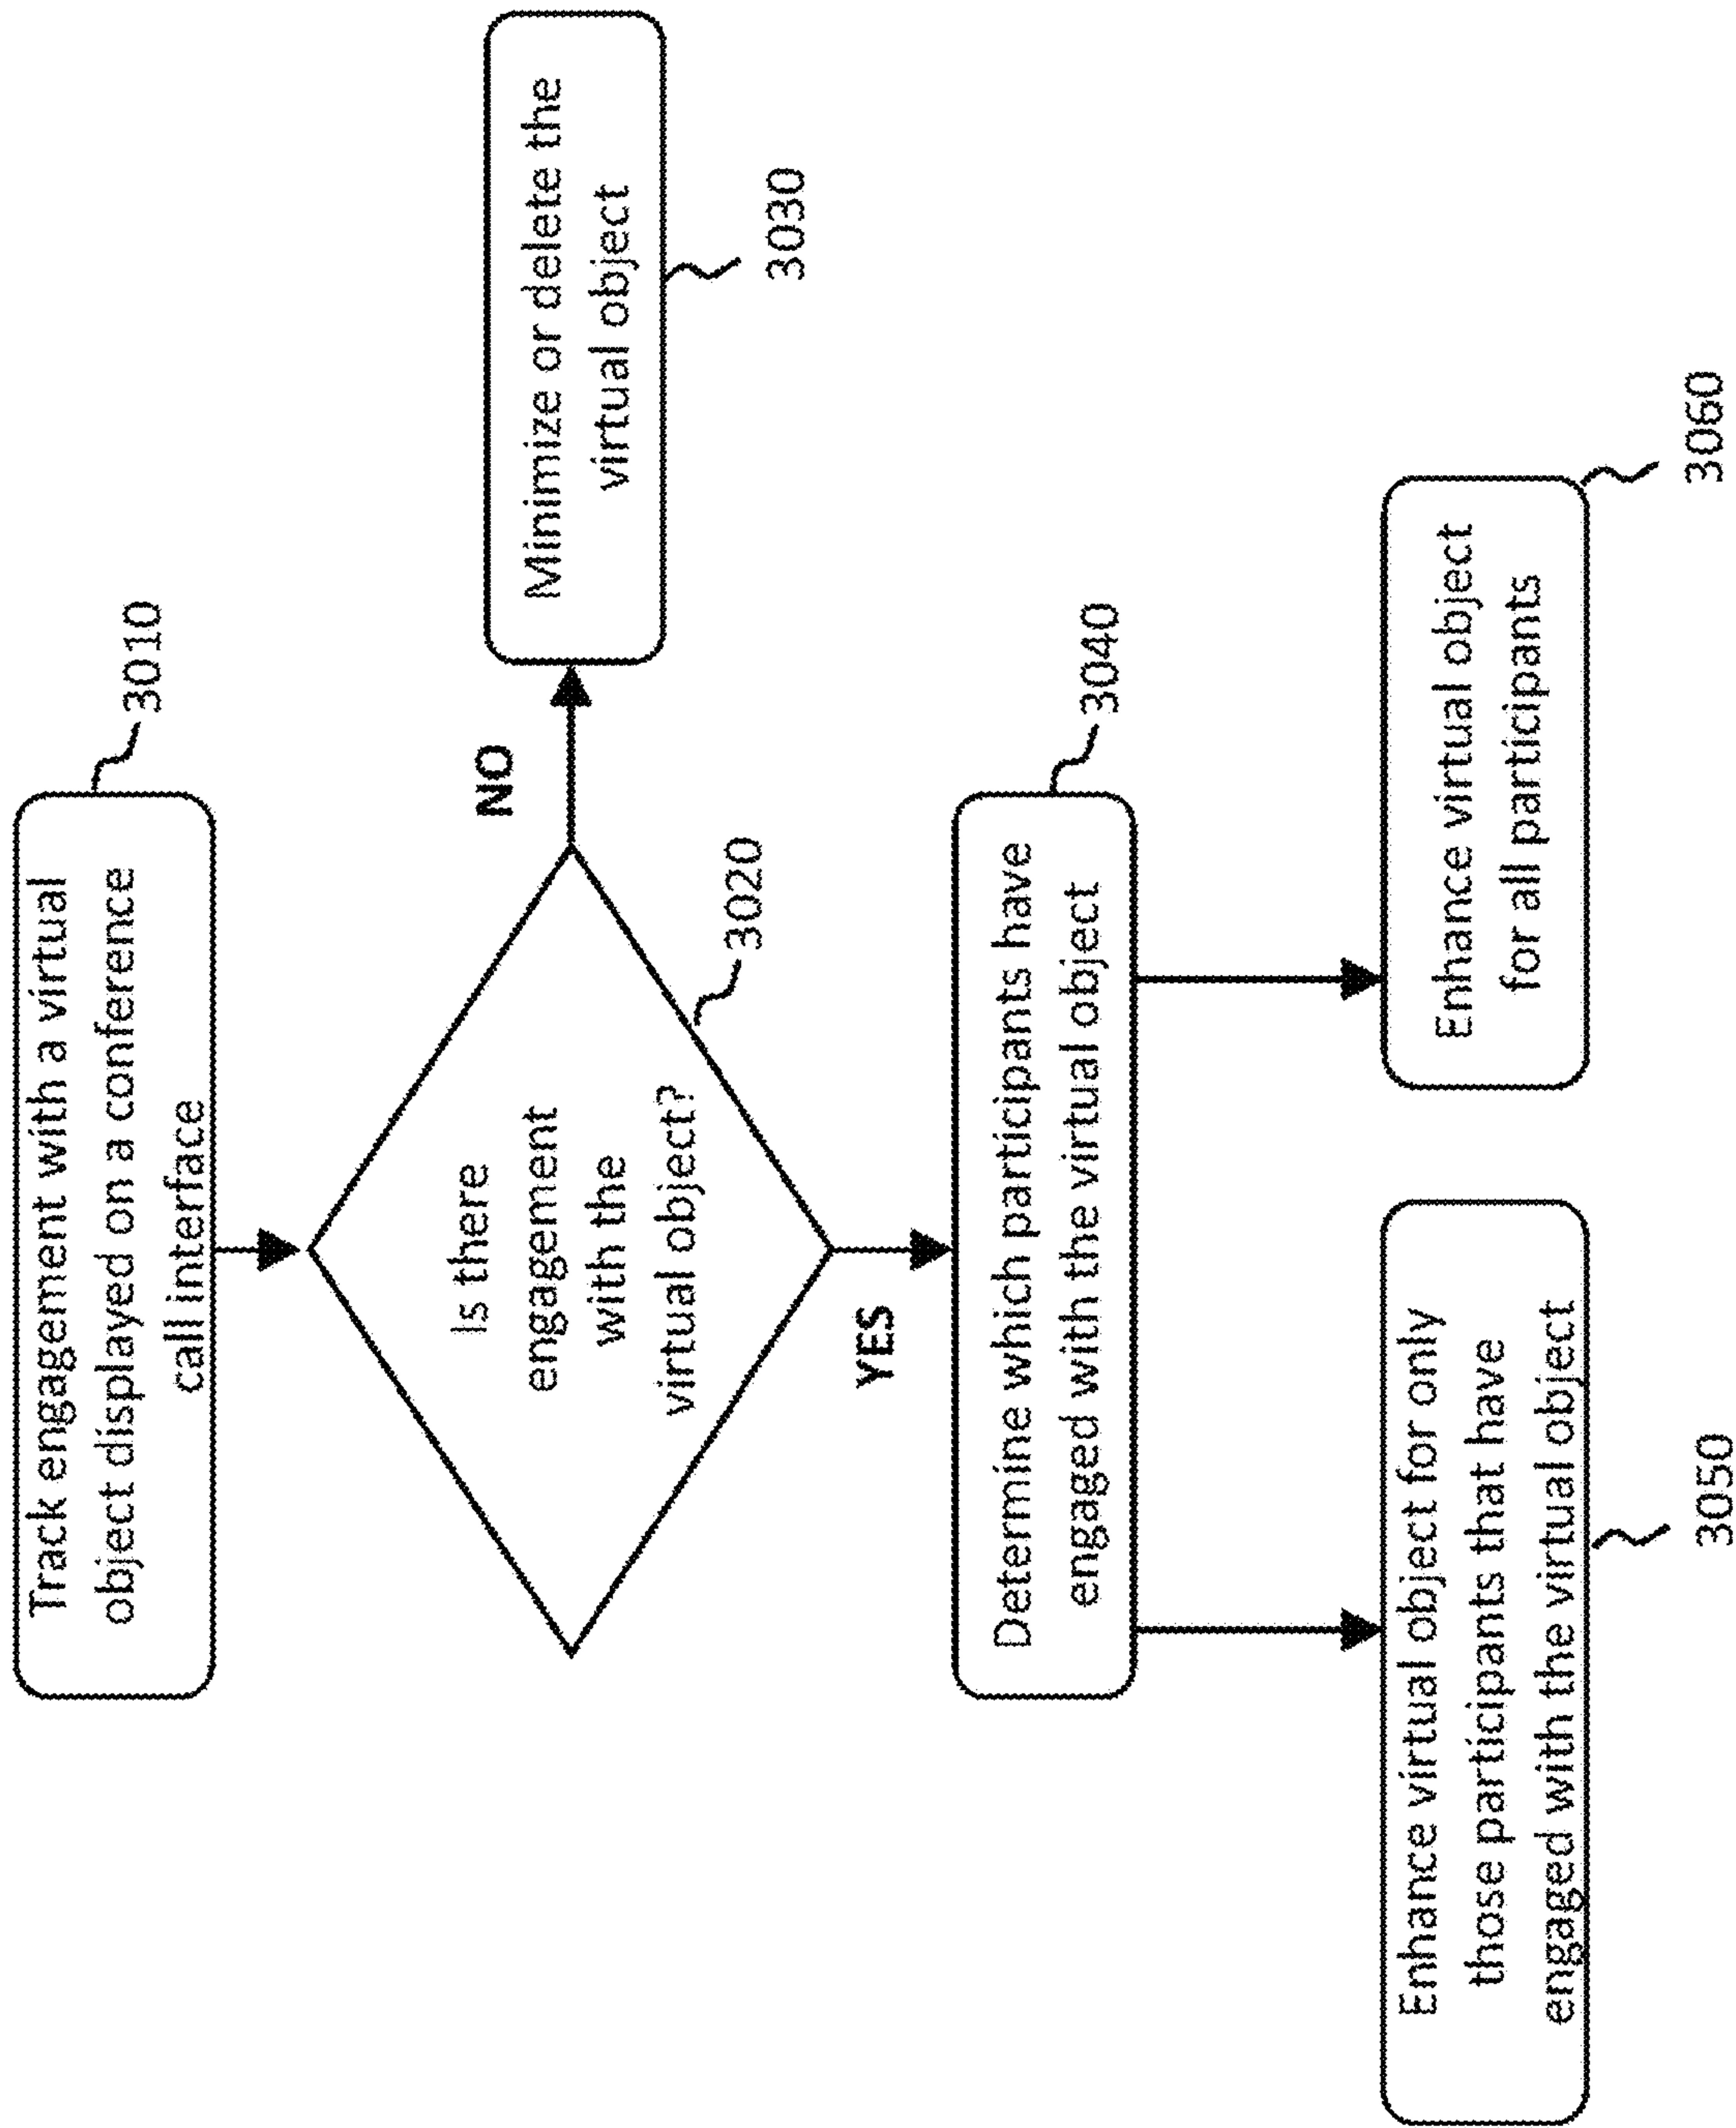 Track engagement with a virtual
object displayed on a conference
call interface
3010
Is there
engagement
with the
virtual object?
3020
NO
Minimize or delete the
virtual object
3030
YES
Determine which participants have
engaged with the virtual object
3040
Enhance virtual object for only
those participants that have
engaged with the virtual object
3050
Enhance virtual object
for all participants
3060